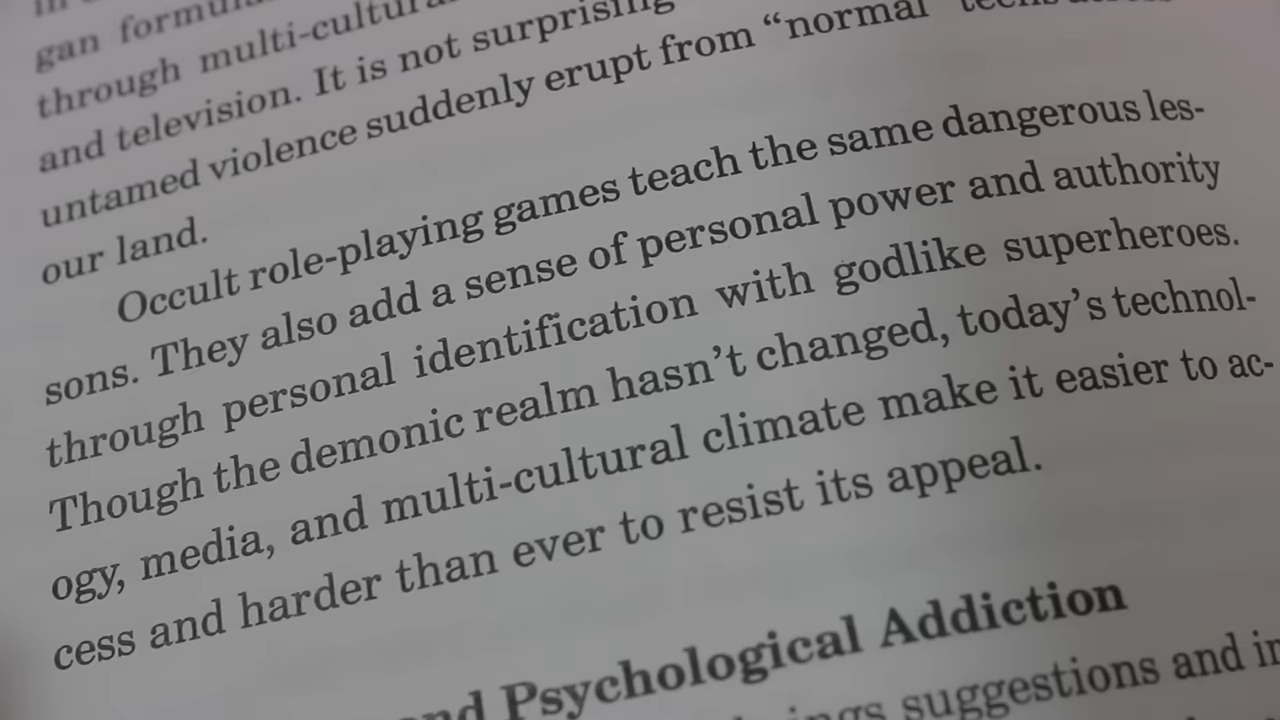 gan
through multi-cultural
and television. It is not surprising
untamed violence suddenly erupt from “normal
our land.
Occult role-playing games teach the same dangerous les-
sons. They also add a sense of personal power and authority
through personal identification with godlike superheroes.
Though the demonic realm hasn’t changed, today’s technol-
ogy, media, and multi-cultural climate make it easier to ac-
cess and harder than ever to resist its appeal.
Psychological Addiction
suggestions and